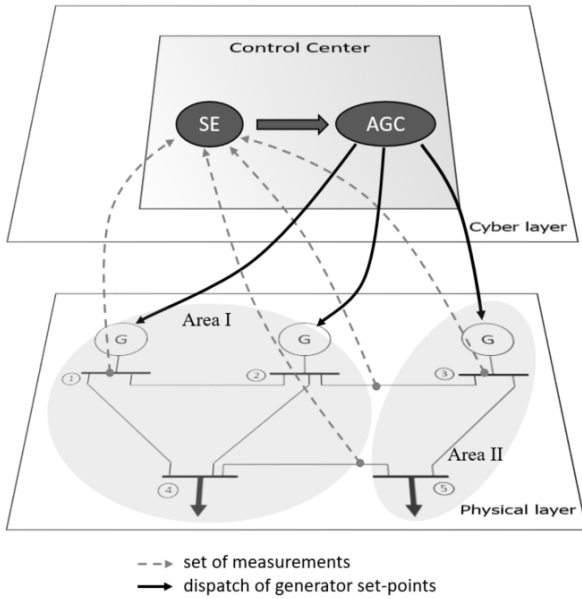 Control Center
SE
AGC
Cyber layer
Area I
G
G
G
1
2
3
Area II
4
5
Physical layer
set of measurements
dispatch of generator set-points